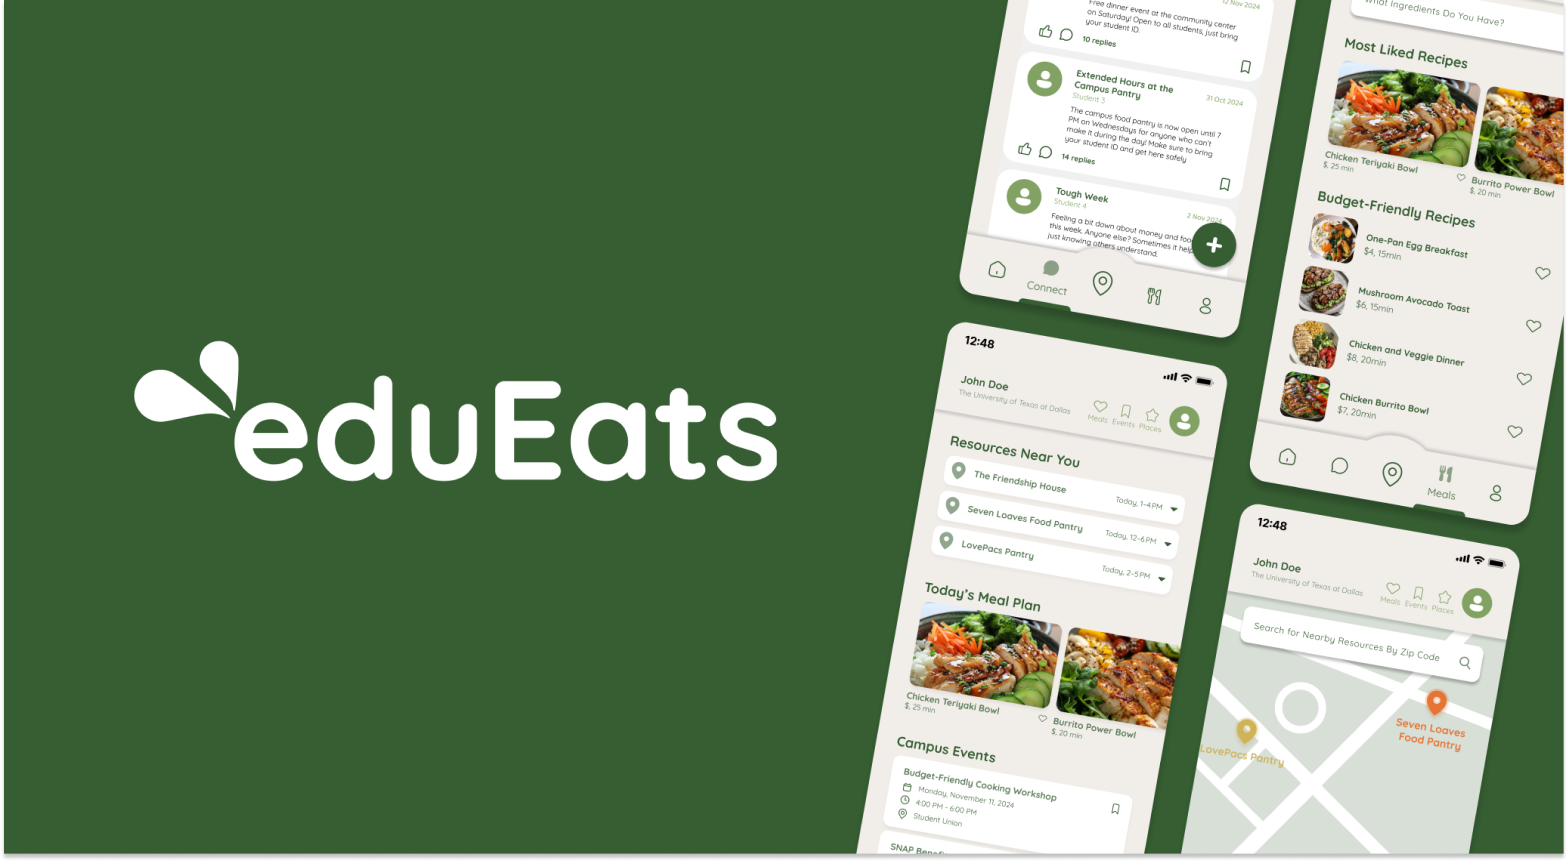 eduEats
12 Nov 2024
Free dinner event at the community center
on Saturday! Open to all students, just bring
your student ID.
10 replies
Extended Hours at the
Campus Pantry
31 Oct 2024
Student 3
The campus food pantry is now open until 7
PM on Wednesdays for anyone who can't
make it during the day! Make sure to bring
your student ID and get here safely
14 replies
Tough Week
2 Nov 2024
Student 4
Feeling a bit down about money and foo
this week. Anyone else? Sometimes it help
just knowing others understand.
Connect
What Ingredients Do You Have?
Most Liked Recipes
Chicken Teriyaki Bowl
$, 25 min
Burrito Power Bowl
$, 20 min
Budget-Friendly Recipes
One-Pan Egg Breakfast
$4, 15min
Mushroom Avocado Toast
$6, 15min
Chicken and Veggie Dinner
$8, 20min
Chicken Burrito Bowl
$7, 20min
Meals
12:48
John Doe
The University of Texas at Dallas
Meals Events Places
Resources Near You
The Friendship House
Today, 1-4PM
Seven Loaves Food Pantry
Today, 12-6PM
LovePacs Pantry
Today, 2-5PM
Today's Meal Plan
Chicken Teriyaki Bowl
$, 25 min
Burrito Power Bowl
$, 20 min
Campus Events
Budget-Friendly Cooking Workshop
Monday, November 11, 2024
4:00 PM - 6:00 PM
Student Union
SNAP Benef
12:48
John Doe
The University of Texas at Dallas
Meals Events Places
Search for Nearby Resources By Zip Code
Seven Loaves
Food Pantry
LovePacs Pantry